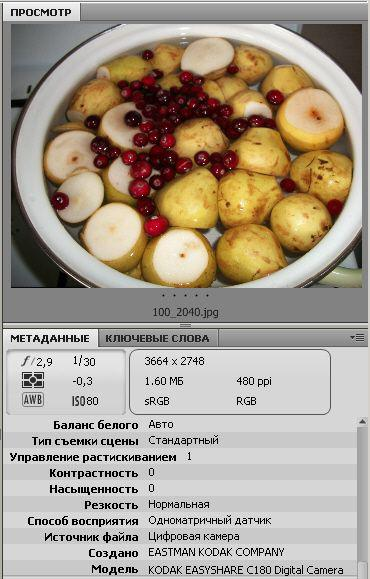 ПРОСМОТР
100_2040.jpg
МЕТАДАННЫЕ КЛЮЧЕВЫЕ СЛОВА
f/2,9 1/30
-0,3
AWB ISO80
3664 x 2748
1.60 МБ 480 ppi
sRGB RGB
Баланс белого Авто
Тип съемки сцены Стандартный
Управление растискиванием 1
Контрастность 0
Насыщенность 0
Резкость Нормальная
Способ восприятия Одноматричный датчик
Источник файла Цифровая камера
Создано EASTMAN KODAK COMPANY
Модель KODAK EASYSHARE C180 Digital Camera